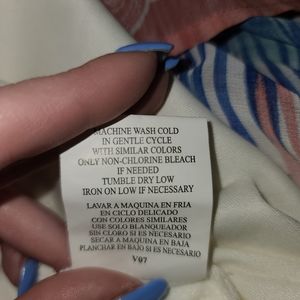 MACHINE WASH COLD
IN GENTLE CYCLE
WITH SIMILAR COLORS
ONLY NON-CHLORINE BLEACH
IF NEEDED
TUMBLE DRY LOW
IRON ON LOW IF NECESSARY
LAVAR A MAQUINA EN FRIA
EN CICLO DELICADO
CON COLORES SIMILARES
USE SOLO BLANQUEADOR
SIN CLORO SI ES NECESARIO
SECAR A MAQUINA EN BAJA
PLANCHAR EN BAJO SI ES NECESARIO
V07